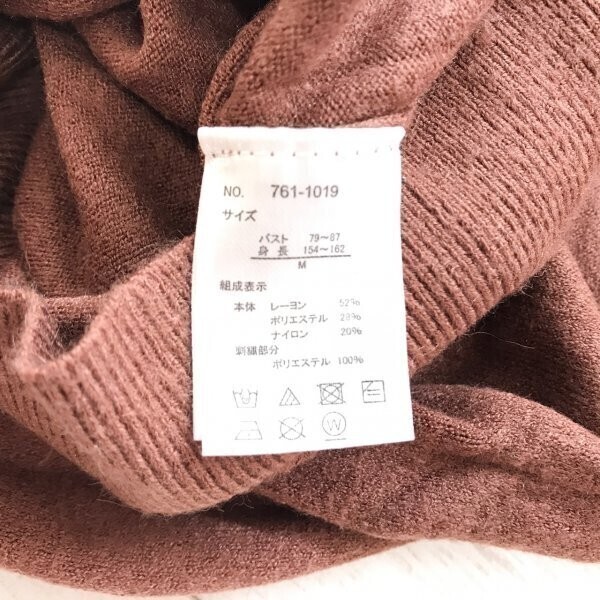 NO. 761-1019
サイズ
バスト 79〜87
身長 154〜162
M
組成表示
本体 レーヨン 52%
ポリエステル 28%
ナイロン 20%
刺繍部分
ポリエステル 100%
W